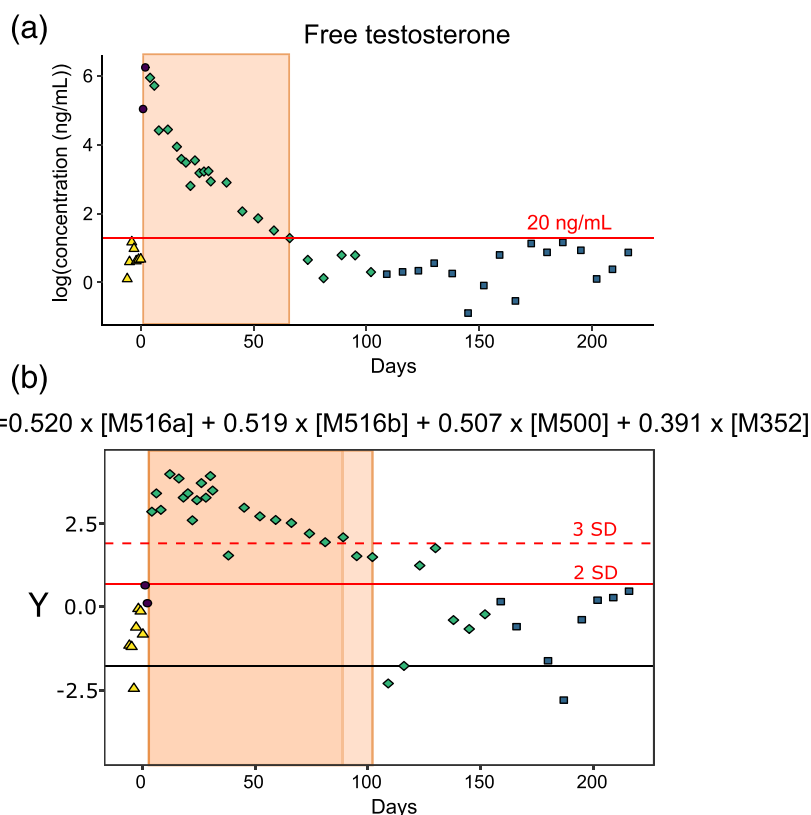 (a)
Free testosterone
log(concentration (ng/mL))
6
4
2
0
20 ng/mL
0 50 100 150 200
Days
(b)
=0.520 x [M516a] + 0.519 x [M516b] + 0.507 x [M500] + 0.391 x [M352]
Y
2.5
0.0
-2.5
3 SD
2 SD
0 50 100 150 200
Days